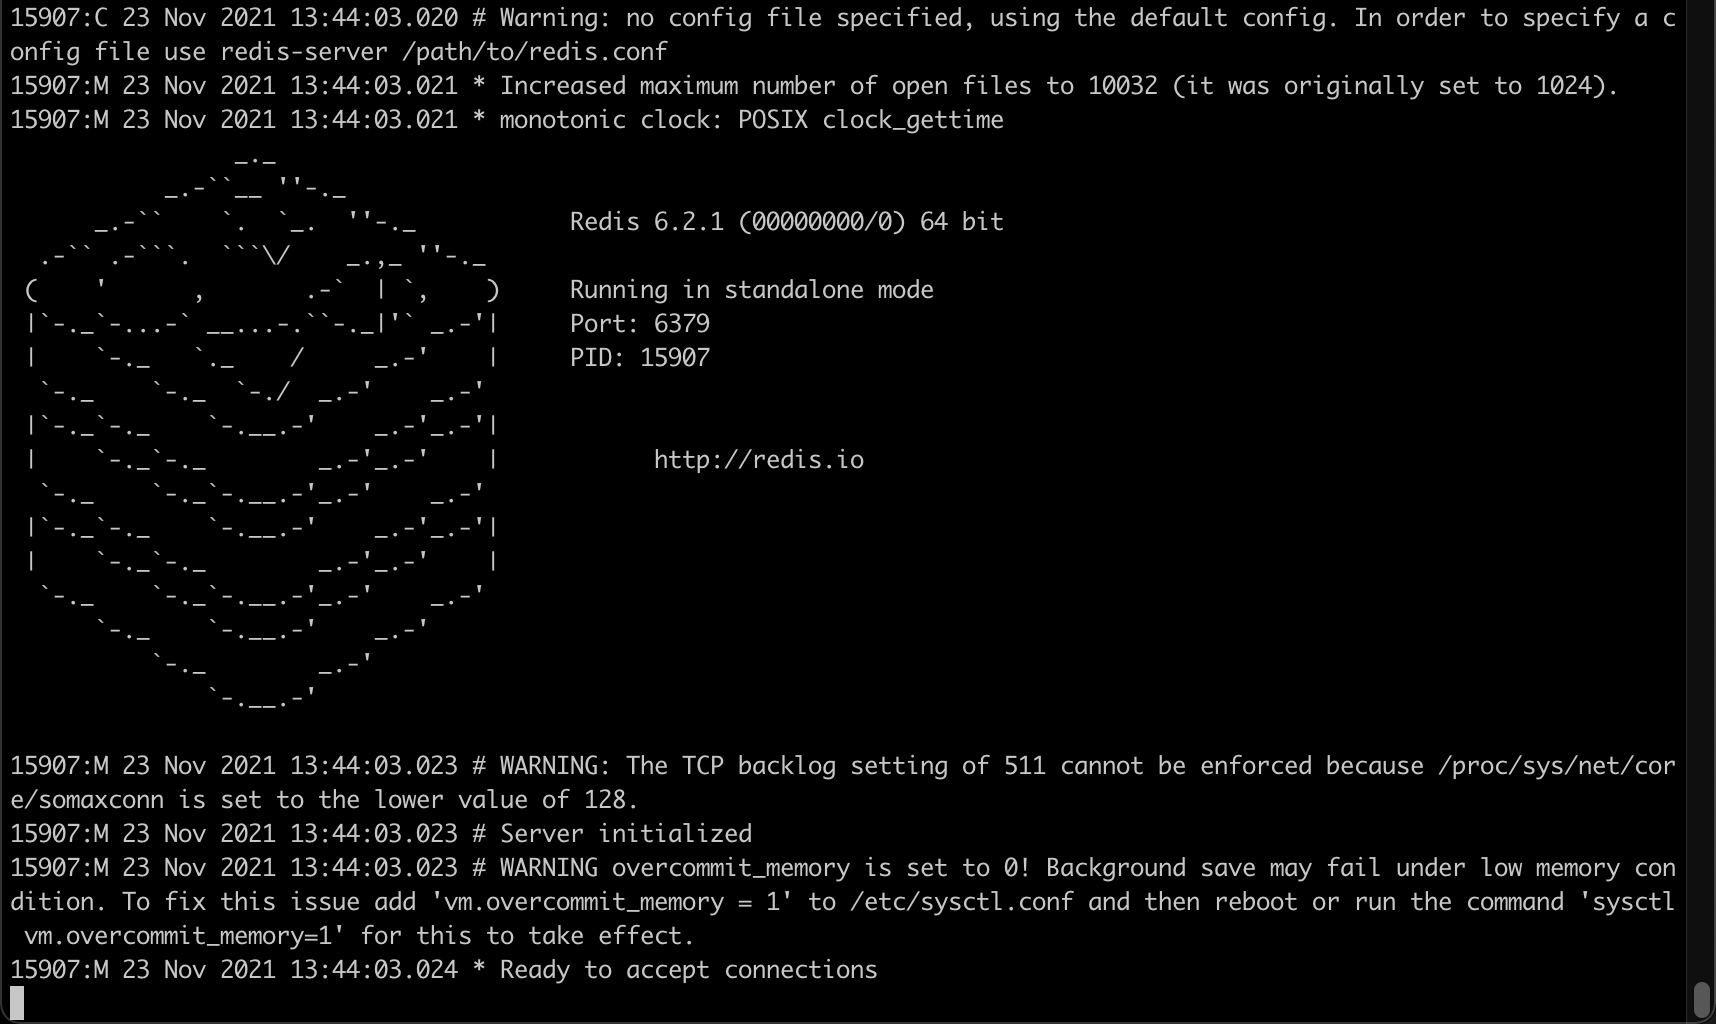 15907:C 23 Nov 2021 13:44:03.020 # Warning: no config file specified, using the default config. In order to specify a c
onfig file use redis-server /path/to/redis.conf
15907:M 23 Nov 2021 13:44:03.021 * Increased maximum number of open files to 10032 (it was originally set to 1024).
15907:M 23 Nov 2021 13:44:03.021 * monotonic clock: POSIX clock_gettime
Redis 6.2.1 (00000000/0) 64 bit
Running in standalone mode
Port: 6379
PID: 15907
http://redis.io
15907:M 23 Nov 2021 13:44:03.023 # WARNING: The TCP backlog setting of 511 cannot be enforced because /proc/sys/net/cor
e/somaxconn is set to the lower value of 128.
15907:M 23 Nov 2021 13:44:03.023 # Server initialized
15907:M 23 Nov 2021 13:44:03.023 # WARNING overcommit_memory is set to 0! Background save may fail under low memory con
dition. To fix this issue add 'vm.overcommit_memory = 1' to /etc/sysctl.conf and then reboot or run the command 'sysctl
 vm.overcommit_memory=1' for this to take effect.
15907:M 23 Nov 2021 13:44:03.024 * Ready to accept connections